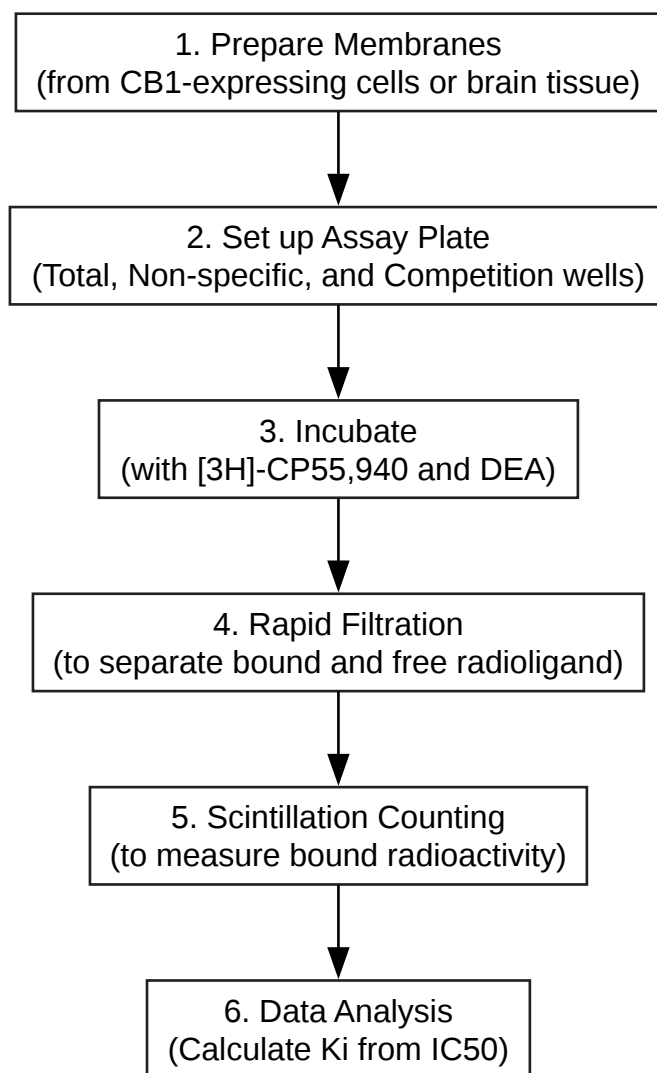 1. Prepare Membranes
(from CB1-expressing cells or brain tissue)
2. Set up Assay Plate
(Total, Non-specific, and Competition wells)
3. Incubate
(with [3H]-CP55,940 and DEA)
4. Rapid Filtration
(to separate bound and free radioligand)
5. Scintillation Counting
(to measure bound radioactivity)
6. Data Analysis
(Calculate Ki from IC50)